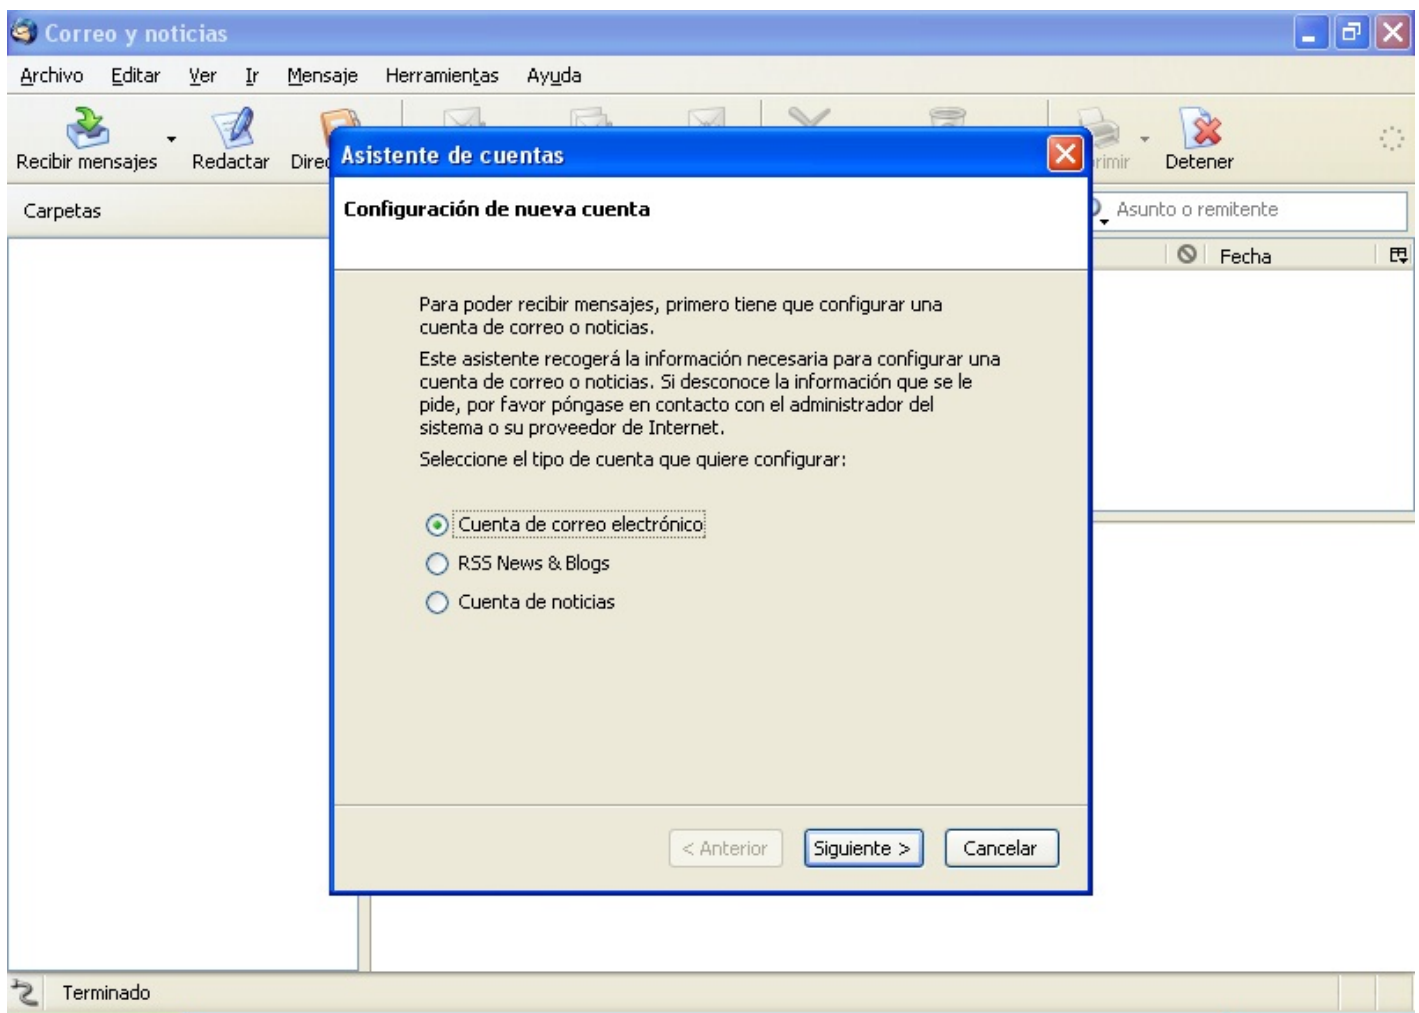 Correo y noticias
Archivo Editar Ver Ir Mensaje Herramientas Ayuda
Recibir mensajes Redactar Detener
Asistente de cuentas
Carpetas
Asunto o remitente
Fecha
Configuración de nueva cuenta
Para poder recibir mensajes, primero tiene que configurar una
cuenta de correo o noticias.
Este asistente recogerá la información necesaria para configurar una
cuenta de correo o noticias. Si desconoce la información que se le
pide, por favor póngase en contacto con el administrador del
sistema o su proveedor de Internet.
Seleccione el tipo de cuenta que quiere configurar:
Cuenta de correo electrónico
RSS News & Blogs
Cuenta de noticias
< Anterior Siguiente > Cancelar
Terminado